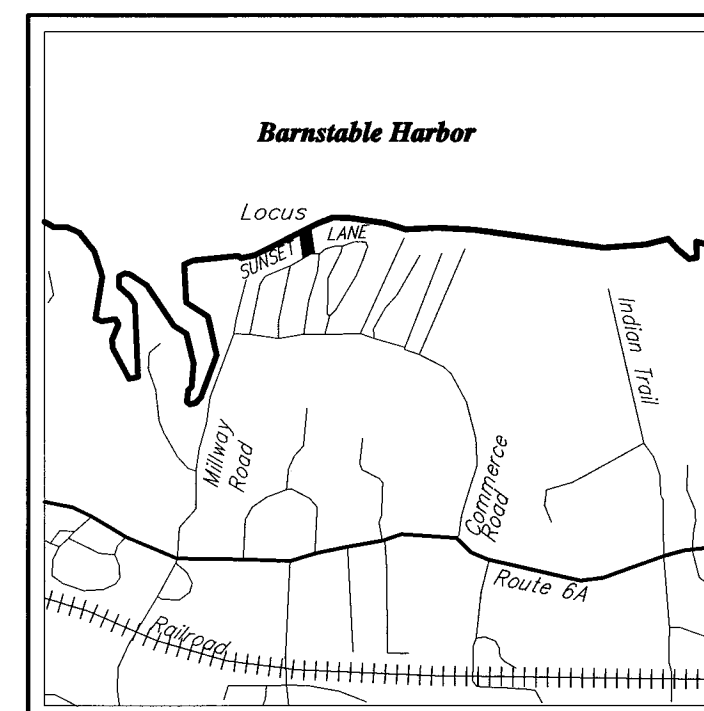 Barnstable Harbor
Locus
SUNSET LANE
Indian Trail
Millway
Road
Commerce
Road
Route 6A
Railroad